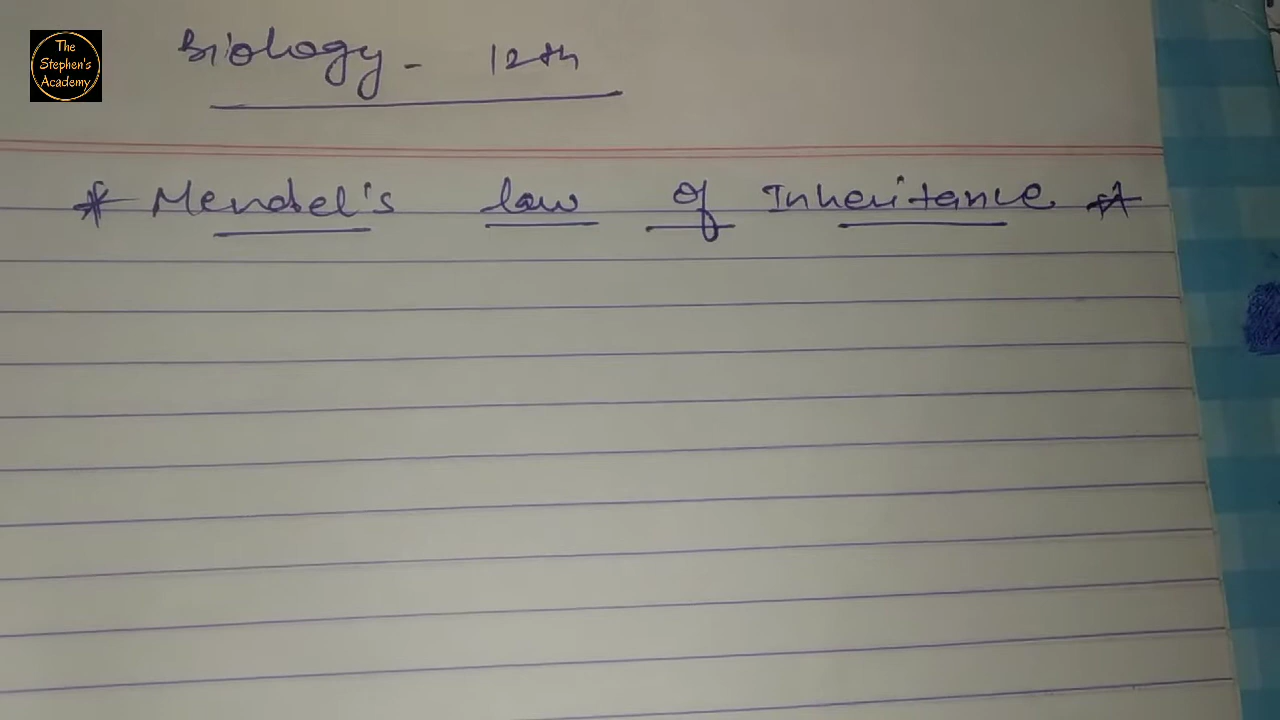 The
Stephen's
Academy
Biology - 12th
* Mendel's law of Inheritance *